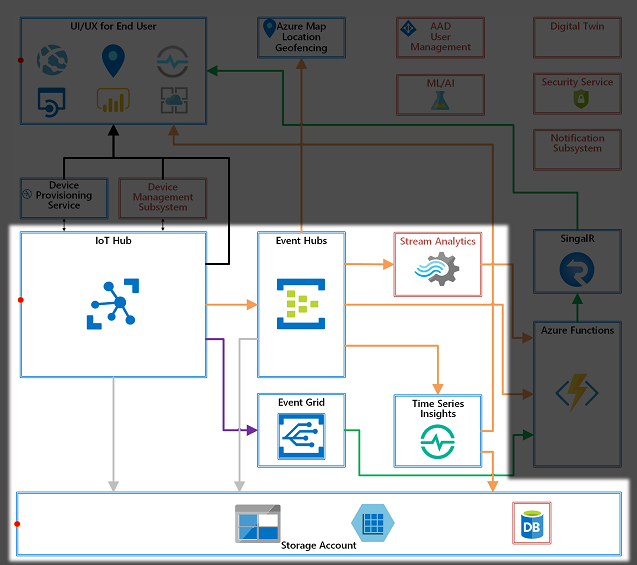 UI/UX for End User
Azure Map
Location
Geofencing
AAD
User
Management
Digital Twin
ML/AI
Security Service
Notification
Subsystem
Device
Provisioning
Service
Device
Management
Subsystem
IoT Hub
Event Hubs
Stream Analytics
SingalR
Azure Functions
Event Grid
Time Series
Insights
DB
Storage Account